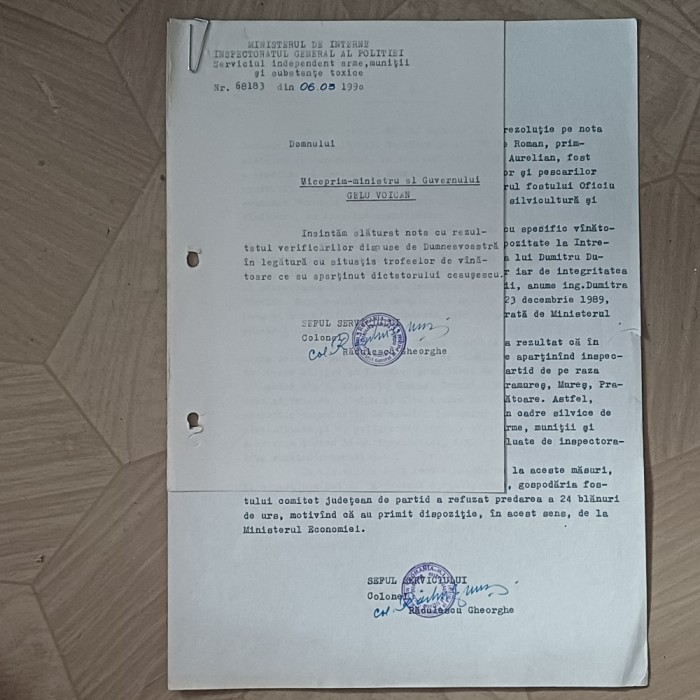 MINISTERUL DE INTERNE
INSPECTORATUL GENERAL AL POLITIEI
Serviciul independent arme,muniții
și substanțe toxice
Nr. 68183 din 06.03 1990
Domnului
Viceprim-ministru al Guvernului
GELU VOICAN
Inaintăm alăturat nota cu rezul-
tatul verificărilor dispuse de Dumneavoastră
în legătură cu situația trofeelor de vînă-
toare ce au aparținut dictatorului ceaușescu.
SEFUL SERVICIULUI
Colonel
col. Rădulescu Gheorghe
rezoluție pe nota
Roman, prim-
Aurelian, fost
or și pescarilor
rul fostului Oficiu
silvicultură și
cu specific vînăto-
pozitate la Intre-
a lui Dumitru Du-
r iar de integritatea
ii, anume ing.Dumitra
23 decembrie 1989,
rată de Ministerul
a rezultat că în
e aparținînd inspec-
artid de pe raza
ramureș, Mureș, Pra-
ătoare. Astfel,
n cadre silvice de
rme, muniții și
luate de inspectora-
la aceste măsuri,
, gospodăria fos-
tului comitet județean de partid a refuzat predarea a 24 blănuri
de urs, motivînd că au primit dispoziție, în acest sens, de la
Ministerul Economiei.
SEFUL SERVICIULUI
Colonel
col. Rădulescu Gheorghe